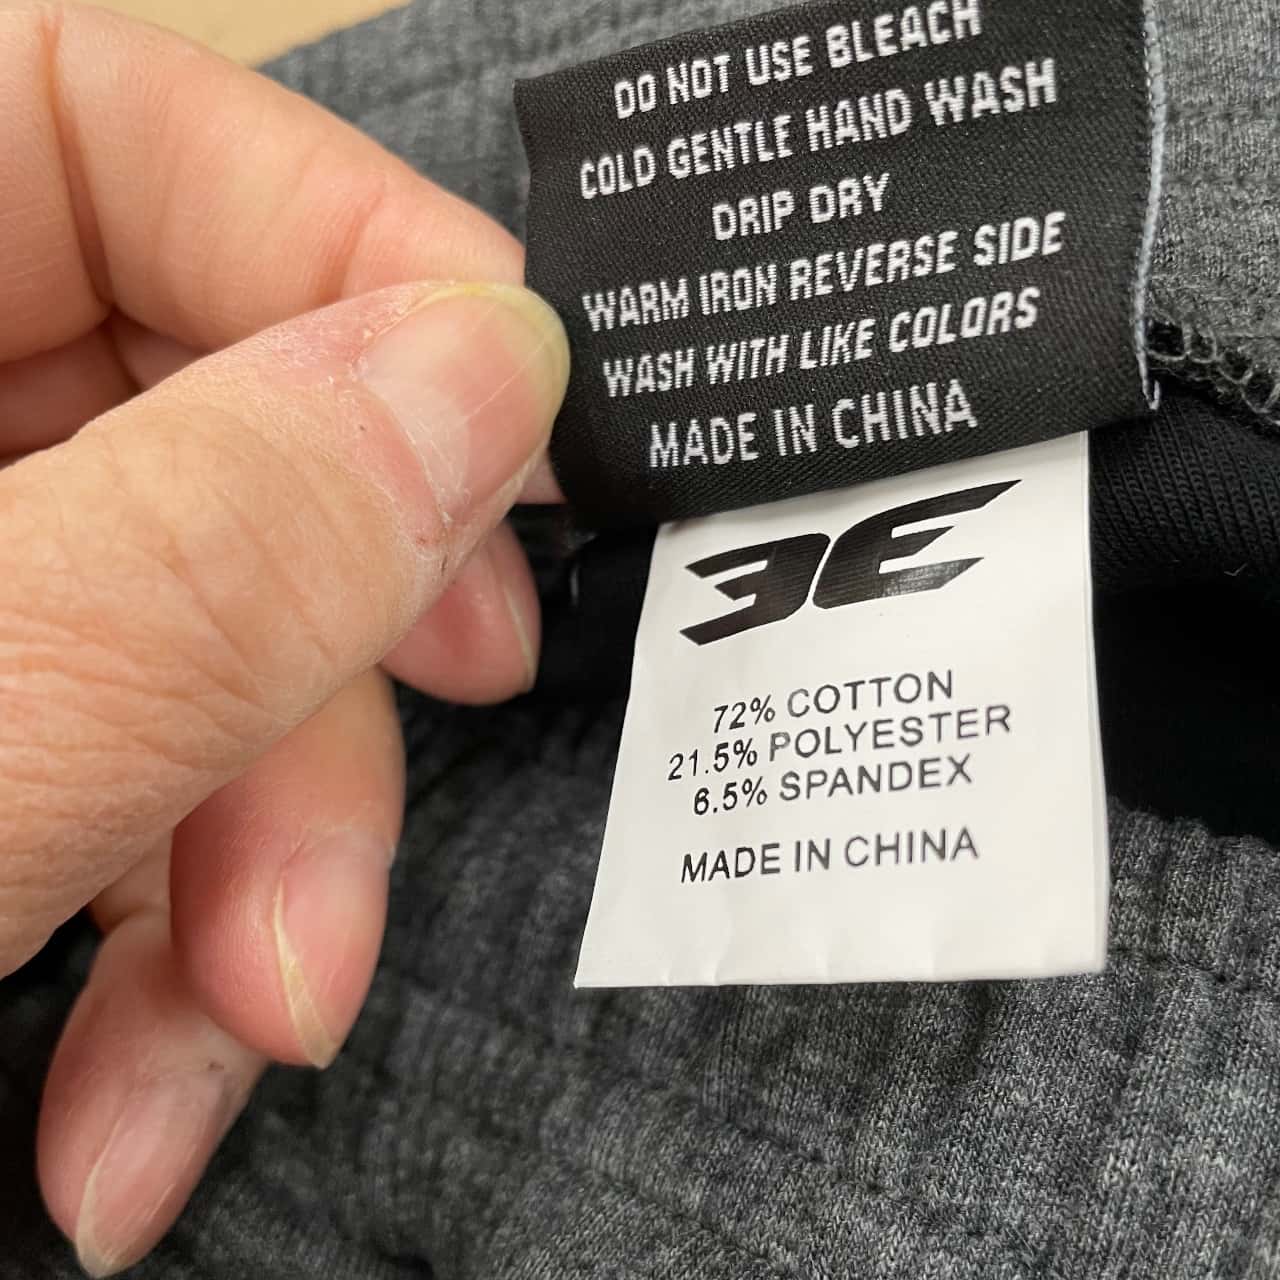 DO NOT USE BLEACH
COLD GENTLE HAND WASH
DRIP DRY
WARM IRON REVERSE SIDE
WASH WITH LIKE COLORS
MADE IN CHINA
72% COTTON
21.5% POLYESTER
6.5% SPANDEX
MADE IN CHINA